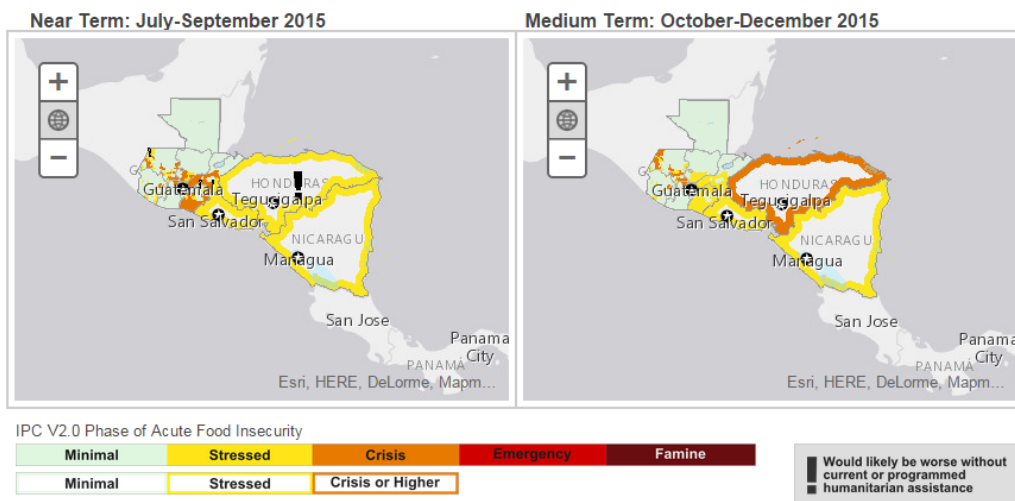 Near Term: July-September 2015
Medium Term: October-December 2015
+
−
G
Guatemala
HONDURAS
Tegucigalpa
San Salvador
NICARAGU
Managua
San Jose
Panama
City
PANAMÁ
Esri, HERE, DeLorme, Mapm...
+
−
G
Guatemala
HONDURAS
Tegucigalpa
San Salvador
NICARAGU
Managua
San Jose
Panama
City
PANAMÁ
Esri, HERE, DeLorme, Mapm...
IPC V2.0 Phase of Acute Food Insecurity
Minimal Stressed Crisis Emergency Famine
Minimal Stressed Crisis or Higher
! Would likely be worse without
current or programmed
humanitarian assistance